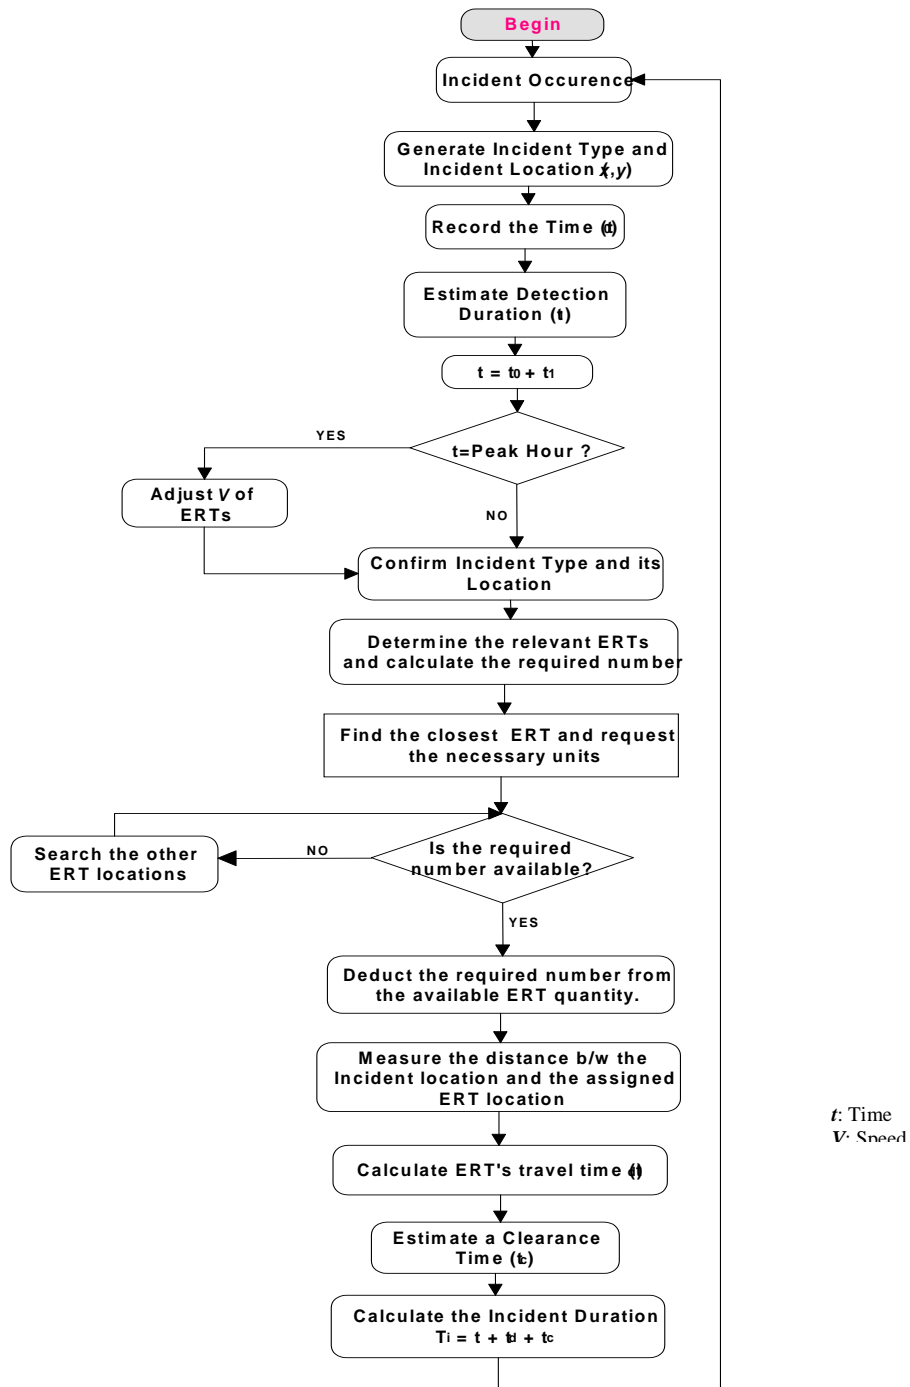 Begin
Incident Occurence
Generate Incident Type and
Incident Location (x,y)
Record the Time (t0)
Estimate Detection
Duration (t1)
t = t0 + t1
YES
t=Peak Hour ?
Adjust V of
ERTs
NO
Confirm Incident Type and its
Location
Determine the relevant ERTs
and calculate the required number
Find the closest ERT and request
the necessary units
Search the other
ERT locations
NO
Is the required
number available?
YES
Deduct the required number from
the available ERT quantity.
Measure the distance b/w the
Incident location and the assigned
ERT location
t: Time
V: Speed
Calculate ERT's travel time (td)
Estimate a Clearance
Time (tc)
Calculate the Incident Duration
Ti = t + td + tc